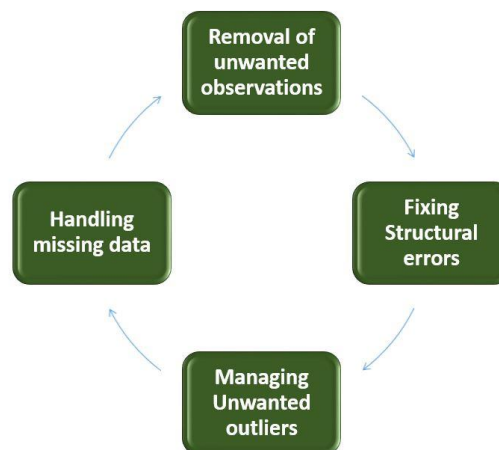 Removal of
unwanted
observations
Fixing
Structural
errors
Managing
Unwanted
outliers
Handling
missing data